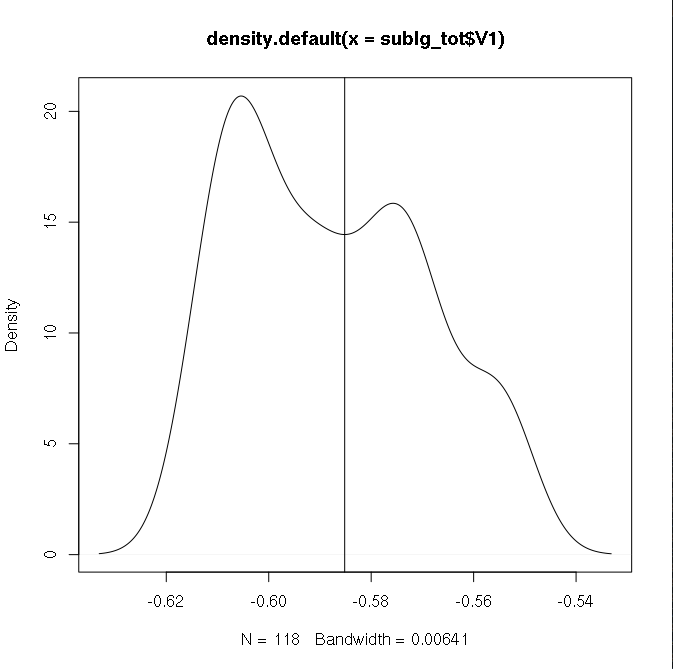 density.default(x = sublg_tot$V1)
Density
20
15
10
5
0
-0.62 -0.60 -0.58 -0.56 -0.54
N = 118 Bandwidth = 0.00641